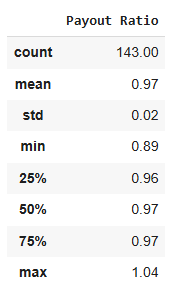 Payout Ratio
count 143.00
mean 0.97
std 0.02
min 0.89
25% 0.96
50% 0.97
75% 0.97
max 1.04